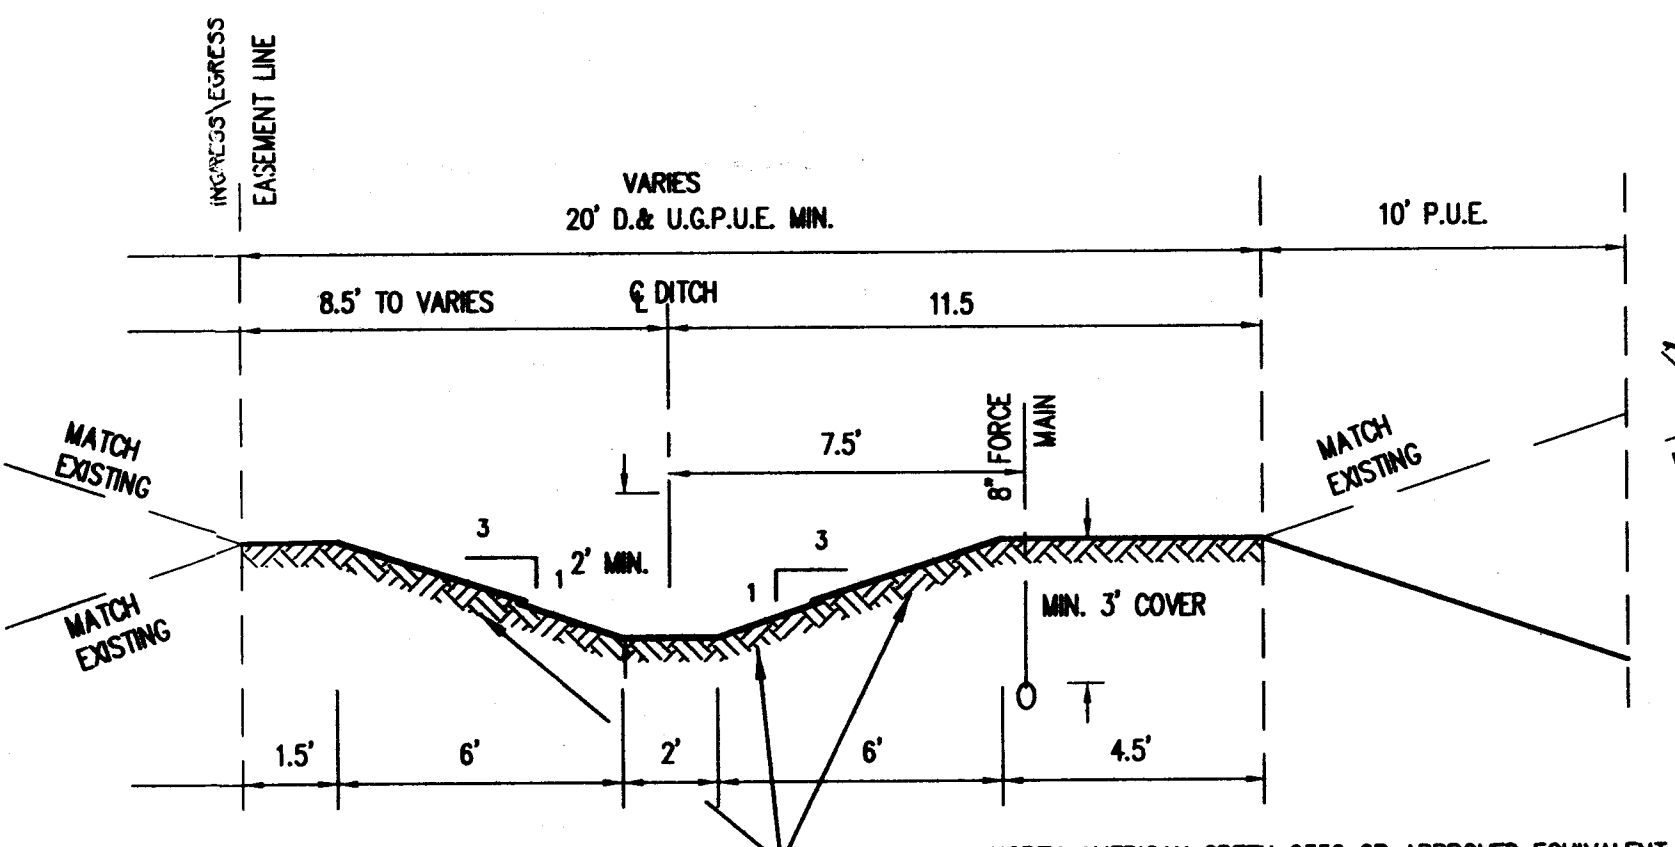 INGRESS\EGRESS
EASEMENT LINE
VARIES
20' D.& U.G.P.U.E. MIN.
10' P.U.E.
8.5' TO VARIES
℄ DITCH
11.5
MATCH
EXISTING
7.5'
8" FORCE
MAIN
MATCH
EXISTING
3
1
2' MIN.
3
1
MIN. 3' COVER
MATCH
EXISTING
1.5'
6'
2'
6'
4.5'